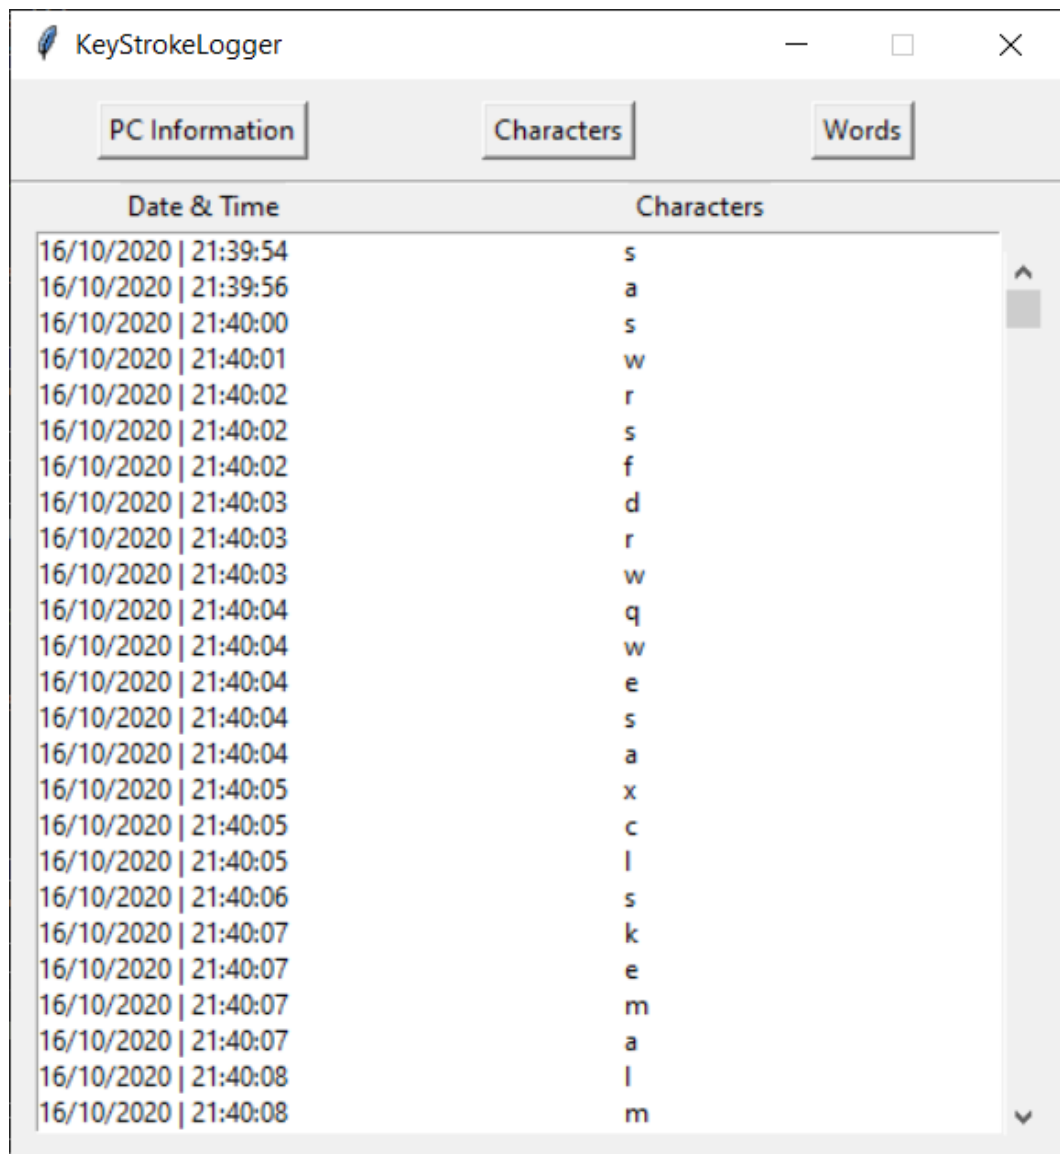 KeyStrokeLogger
PC Information Characters Words
Date & Time Characters
16/10/2020 | 21:39:54 s
16/10/2020 | 21:39:56 a
16/10/2020 | 21:40:00 s
16/10/2020 | 21:40:01 w
16/10/2020 | 21:40:02 r
16/10/2020 | 21:40:02 s
16/10/2020 | 21:40:02 f
16/10/2020 | 21:40:03 d
16/10/2020 | 21:40:03 r
16/10/2020 | 21:40:03 w
16/10/2020 | 21:40:04 q
16/10/2020 | 21:40:04 w
16/10/2020 | 21:40:04 e
16/10/2020 | 21:40:04 s
16/10/2020 | 21:40:04 a
16/10/2020 | 21:40:05 x
16/10/2020 | 21:40:05 c
16/10/2020 | 21:40:05 l
16/10/2020 | 21:40:06 s
16/10/2020 | 21:40:07 k
16/10/2020 | 21:40:07 e
16/10/2020 | 21:40:07 m
16/10/2020 | 21:40:07 a
16/10/2020 | 21:40:08 l
16/10/2020 | 21:40:08 m